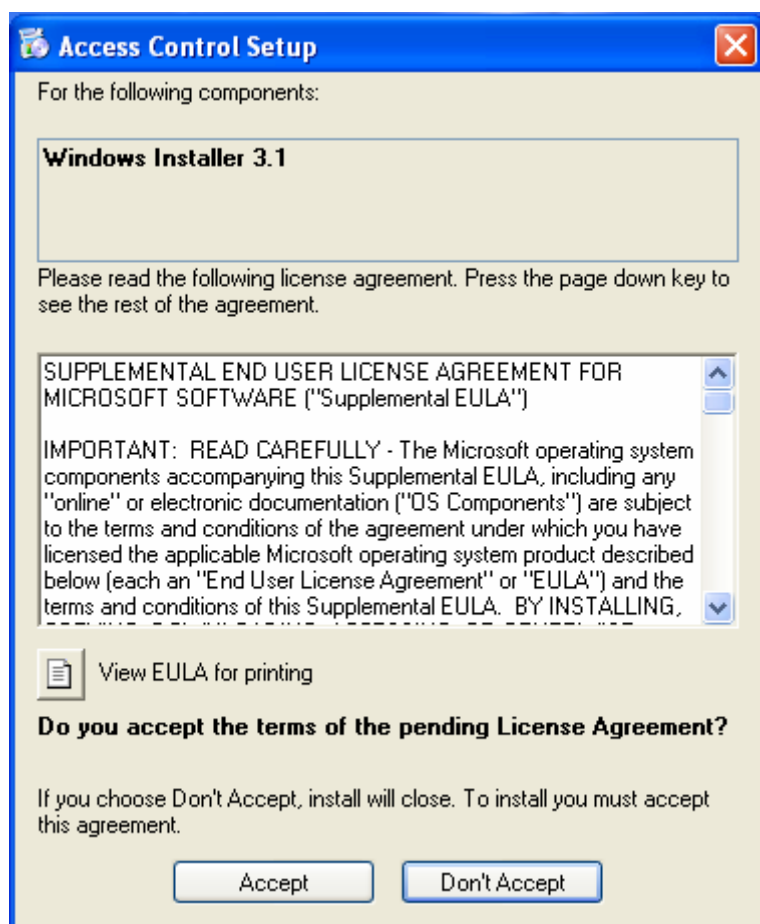 Access Control Setup
For the following components:
Windows Installer 3.1
Please read the following license agreement. Press the page down key to
see the rest of the agreement.
SUPPLEMENTAL END USER LICENSE AGREEMENT FOR
MICROSOFT SOFTWARE ("Supplemental EULA")
IMPORTANT:  READ CAREFULLY - The Microsoft operating system
components accompanying this Supplemental EULA, including any
"online" or electronic documentation ("OS Components") are subject
to the terms and conditions of the agreement under which you have
licensed the applicable Microsoft operating system product described
below (each an "End User License Agreement" or "EULA") and the
terms and conditions of this Supplemental EULA.  BY INSTALLING,
View EULA for printing
Do you accept the terms of the pending License Agreement?
If you choose Don't Accept, install will close. To install you must accept
this agreement.
Accept
Don't Accept